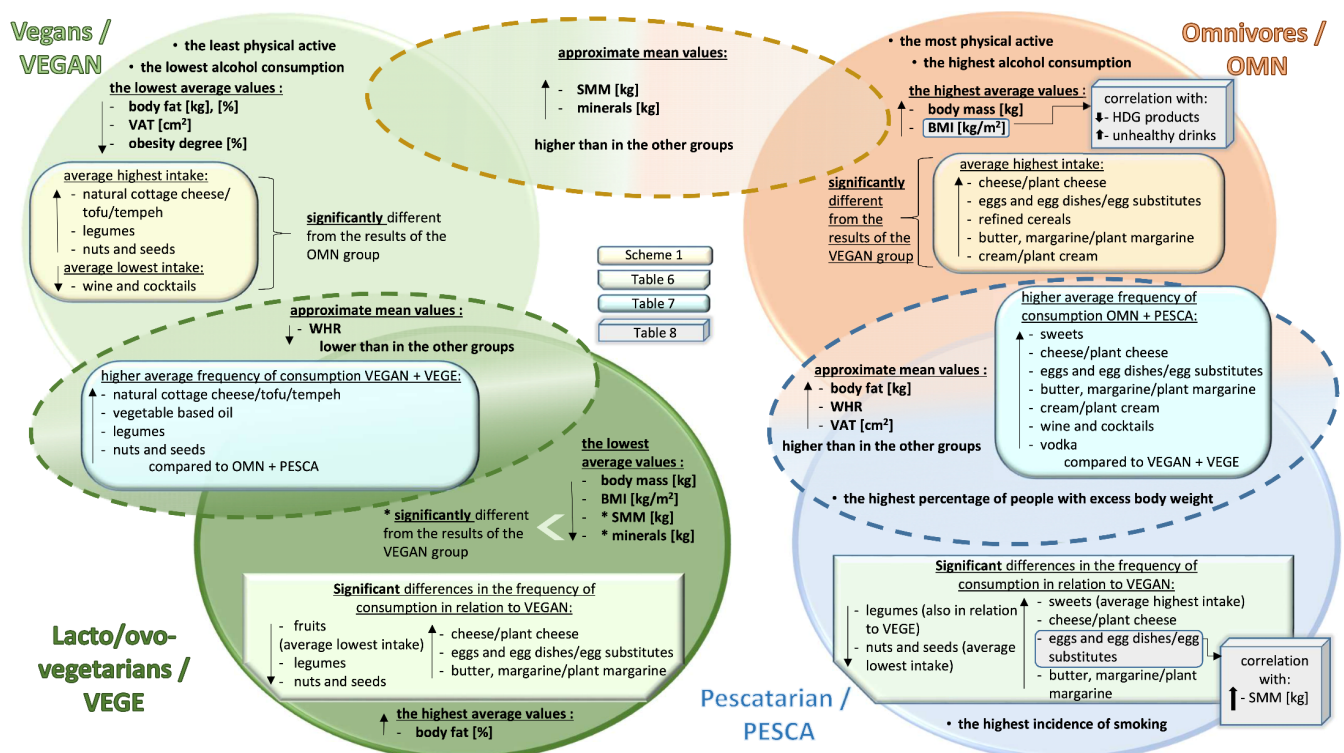 Vegans /
VEGAN
• the least physical active
• the lowest alcohol consumption
the lowest average values :
- body fat [kg], [%]
- VAT [cm²]
- obesity degree [%]
average highest intake:
- natural cottage cheese/
tofu/tempeh
- legumes
- nuts and seeds
average lowest intake:
- wine and cocktails
significantly different
from the results of the
OMN group
approximate mean values:
- SMM [kg]
- minerals [kg]
higher than in the other groups
Omnivores /
OMN
• the most physical active
• the highest alcohol consumption
the highest average values :
- body mass [kg]
- BMI [kg/m²]
correlation with:
- HDG products
- unhealthy drinks
significantly
different
from the
results of the
VEGAN group
average highest intake:
- cheese/plant cheese
- eggs and egg dishes/egg substitutes
- refined cereals
- butter, margarine/plant margarine
- cream/plant cream
Scheme 1
Table 6
Table 7
Table 8
approximate mean values :
- WHR
lower than in the other groups
higher average frequency of consumption VEGAN + VEGE:
- natural cottage cheese/tofu/tempeh
- vegetable based oil
- legumes
- nuts and seeds
compared to OMN + PESCA
higher average frequency of
consumption OMN + PESCA:
- sweets
- cheese/plant cheese
- eggs and egg dishes/egg substitutes
- butter, margarine/plant margarine
- cream/plant cream
- wine and cocktails
- vodka
compared to VEGAN + VEGE
approximate mean values :
- body fat [kg]
- WHR
- VAT [cm²]
higher than in the other groups
• the highest percentage of people with excess body weight
the lowest
average values :
- body mass [kg]
- BMI [kg/m²]
- * SMM [kg]
- * minerals [kg]
* significantly different
from the results of the
VEGAN group
Significant differences in the frequency of
consumption in relation to VEGAN:
- fruits
(average lowest intake)
- legumes
- nuts and seeds
- cheese/plant cheese
- eggs and egg dishes/egg substitutes
- butter, margarine/plant margarine
Lacto/ovo-
vegetarians /
VEGE
the highest average values :
- body fat [%]
Significant differences in the frequency of
consumption in relation to VEGAN:
- legumes (also in relation
to VEGE)
- nuts and seeds (average
lowest intake)
- sweets (average highest intake)
- cheese/plant cheese
- eggs and egg dishes/egg
substitutes
- butter, margarine/plant
margarine
correlation
with:
- SMM [kg]
Pescatarian /
PESCA
• the highest incidence of smoking